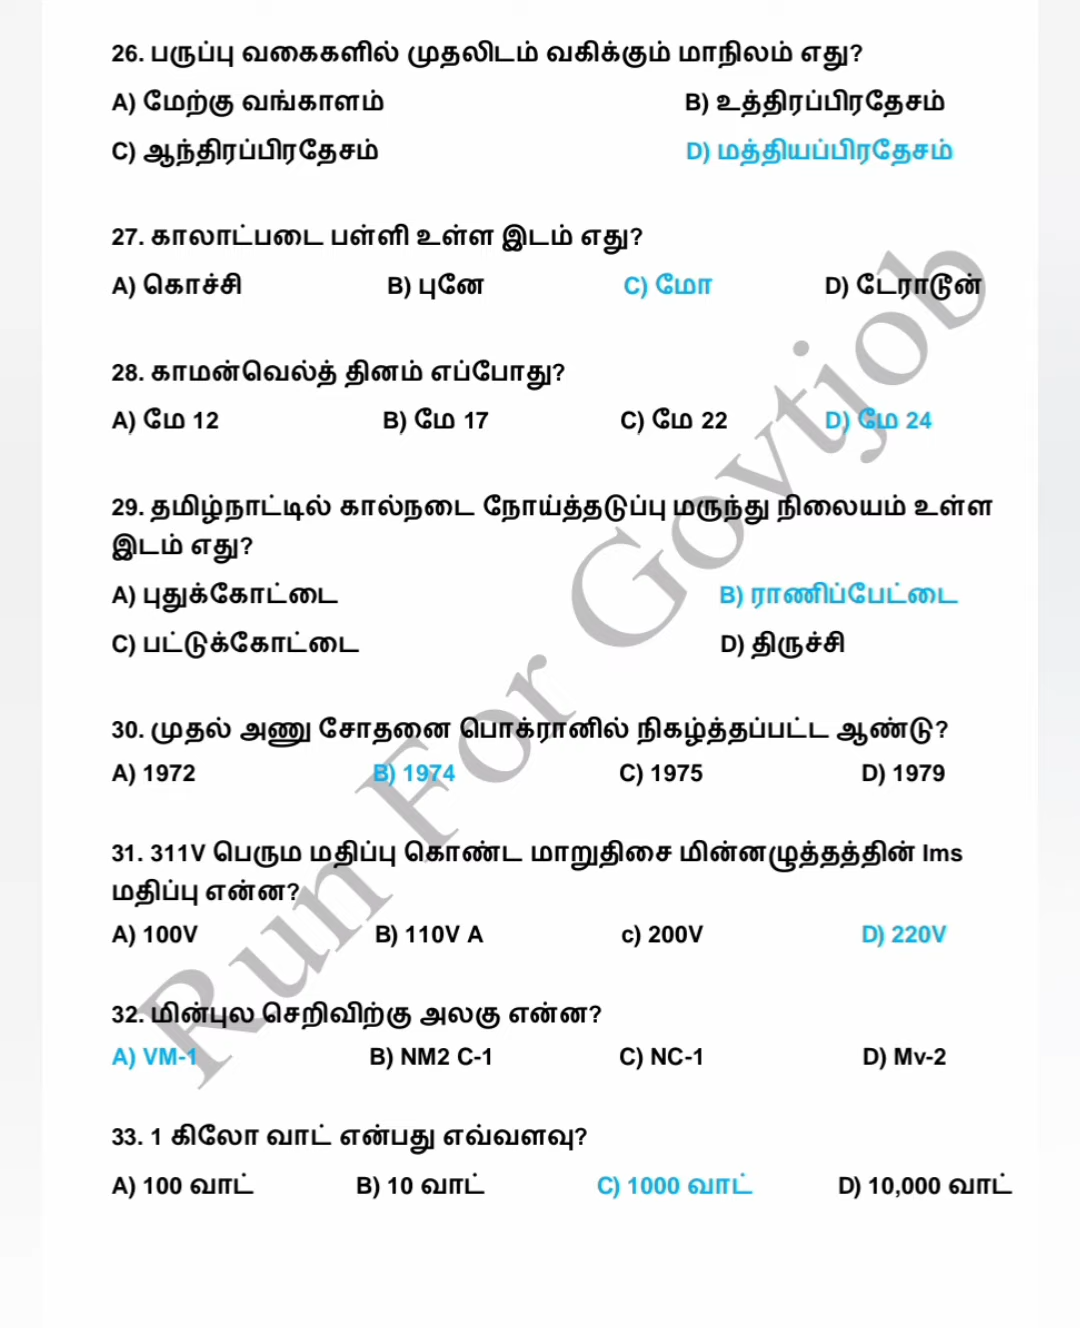 26. பருப்பு வகைகளில் முதலிடம் வகிக்கும் மாநிலம் எது?
A) மேற்கு வங்காளம் B) உத்திரப்பிரதேசம்
C) ஆந்திரப்பிரதேசம் D) மத்தியப்பிரதேசம்
27. காலாட்படை பள்ளி உள்ள இடம் எது?
A) கொச்சி B) புனே C) மோ D) டேராடூன்
28. காமன்வெல்த் தினம் எப்போது?
A) மே 12 B) மே 17 C) மே 22 D) மே 24
29. தமிழ்நாட்டில் கால்நடை நோய்த்தடுப்பு மருந்து நிலையம் உள்ள
இடம் எது?
A) புதுக்கோட்டை B) ராணிப்பேட்டை
C) பட்டுக்கோட்டை D) திருச்சி
30. முதல் அணு சோதனை பொக்ரானில் நிகழ்த்தப்பட்ட ஆண்டு?
A) 1972 B) 1974 C) 1975 D) 1979
31. 311V பெரும மதிப்பு கொண்ட மாறுதிசை மின்னழுத்தத்தின் Ims
மதிப்பு என்ன?
A) 100V B) 110V A c) 200V D) 220V
32. மின்புல செறிவிற்கு அலகு என்ன?
A) VM-1 B) NM2 C-1 C) NC-1 D) Mv-2
33. 1 கிலோ வாட் என்பது எவ்வளவு?
A) 100 வாட் B) 10 வாட் C) 1000 வாட் D) 10,000 வாட்
Run For Govtjob